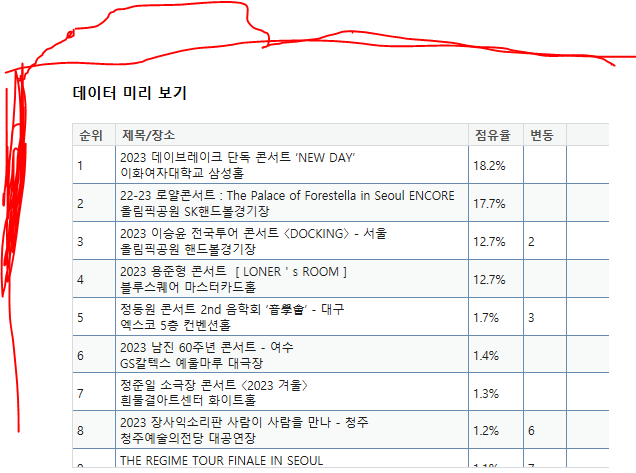 데이터 미리 보기
순위 제목/장소 점유율 변동
1 2023 데이브레이크 단독 콘서트 ‘NEW DAY’ 18.2%
이화여자대학교 삼성홀
2 22-23 로얄콘서트 : The Palace of Forestella in Seoul ENCORE 17.7%
올림픽공원 SK핸드볼경기장
3 2023 이승윤 전국투어 콘서트 〈DOCKING〉 - 서울 12.7% 2
올림픽공원 핸드볼경기장
4 2023 용준형 콘서트 [ LONER ' s ROOM ] 12.7%
블루스퀘어 마스터카드홀
5 정동원 콘서트 2nd 음학회 ‘音學會’ - 대구 1.7% 3
엑스코 5층 컨벤션홀
6 2023 남진 60주년 콘서트 - 여수 1.4%
GS칼텍스 예울마루 대극장
7 정준일 소극장 콘서트 〈2023 겨울〉 1.3%
흰물결아트센터 화이트홀
8 2023 장사익소리판 사람이 사람을 만나 - 청주 1.2% 6
청주예술의전당 대공연장
9 THE REGIME TOUR FINALE IN SEOUL 1.1% 7